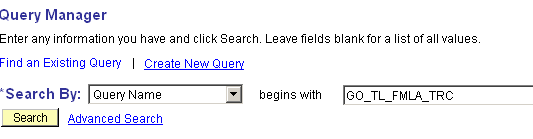 Query Manager
Enter any information you have and click Search. Leave fields blank for a list of all values.
Find an Existing Query | Create New Query
*Search By: Query Name begins with GO_TL_FMLA_TRC
Search Advanced Search